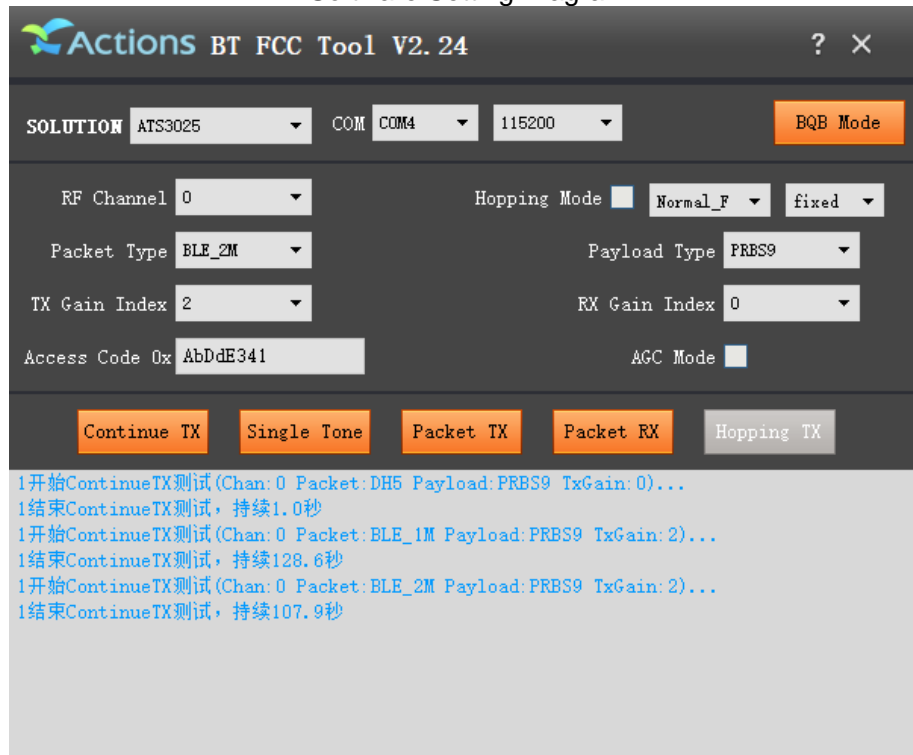 Software Setting Diagram
Actions BT FCC Tool V2.24 ? ×
SOLUTION ATS3025 COM COM4 115200 BQB Mode
RF Channel 0 Hopping Mode Normal_F fixed
Packet Type BLE_2M Payload Type PRBS9
TX Gain Index 2 RX Gain Index 0
Access Code 0x AbDdE341 AGC Mode
Continue TX Single Tone Packet TX Packet RX Hopping TX
1开始ContinueTX测试(Chan:0 Packet:DH5 Payload:PRBS9 TxGain:0)...
1结束ContinueTX测试，持续1.0秒
1开始ContinueTX测试(Chan:0 Packet:BLE_1M Payload:PRBS9 TxGain:2)...
1结束ContinueTX测试，持续128.6秒
1开始ContinueTX测试(Chan:0 Packet:BLE_2M Payload:PRBS9 TxGain:2)...
1结束ContinueTX测试，持续107.9秒